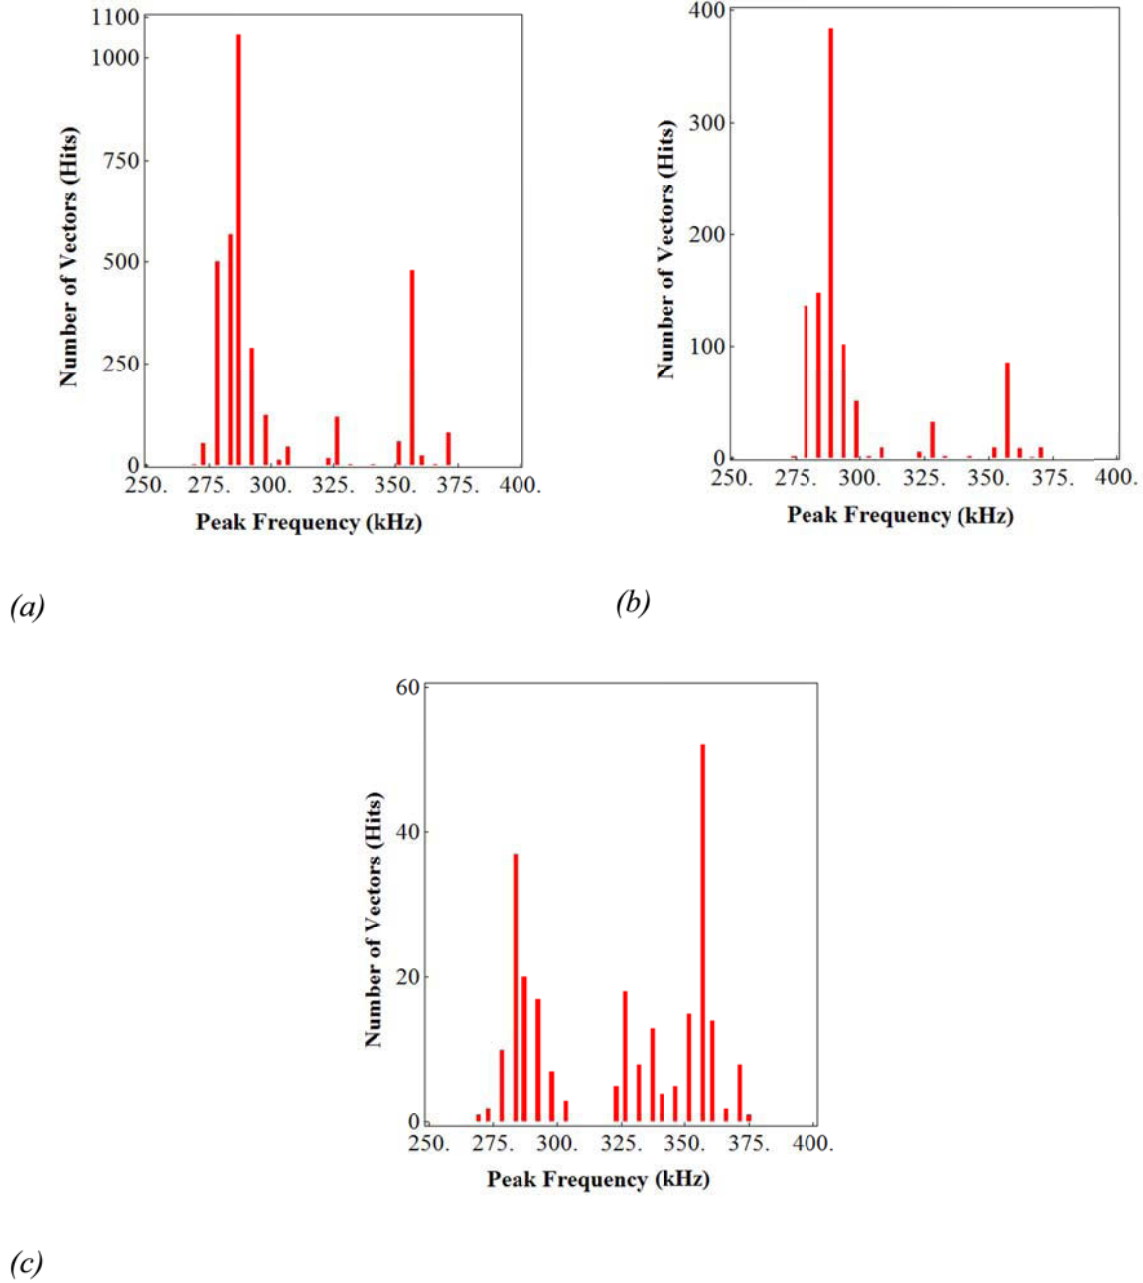 1100
1000
750
500
250
0
250. 275. 300. 325. 350. 375. 400.
Number of Vectors (Hits)
Peak Frequency (kHz)
(a)
400
300
200
100
0
250. 275. 300. 325. 350. 375. 400.
Number of Vectors (Hits)
Peak Frequency (kHz)
(b)
60
40
20
0
250. 275. 300. 325. 350. 375. 400.
Number of Vectors (Hits)
Peak Frequency (kHz)
(c)